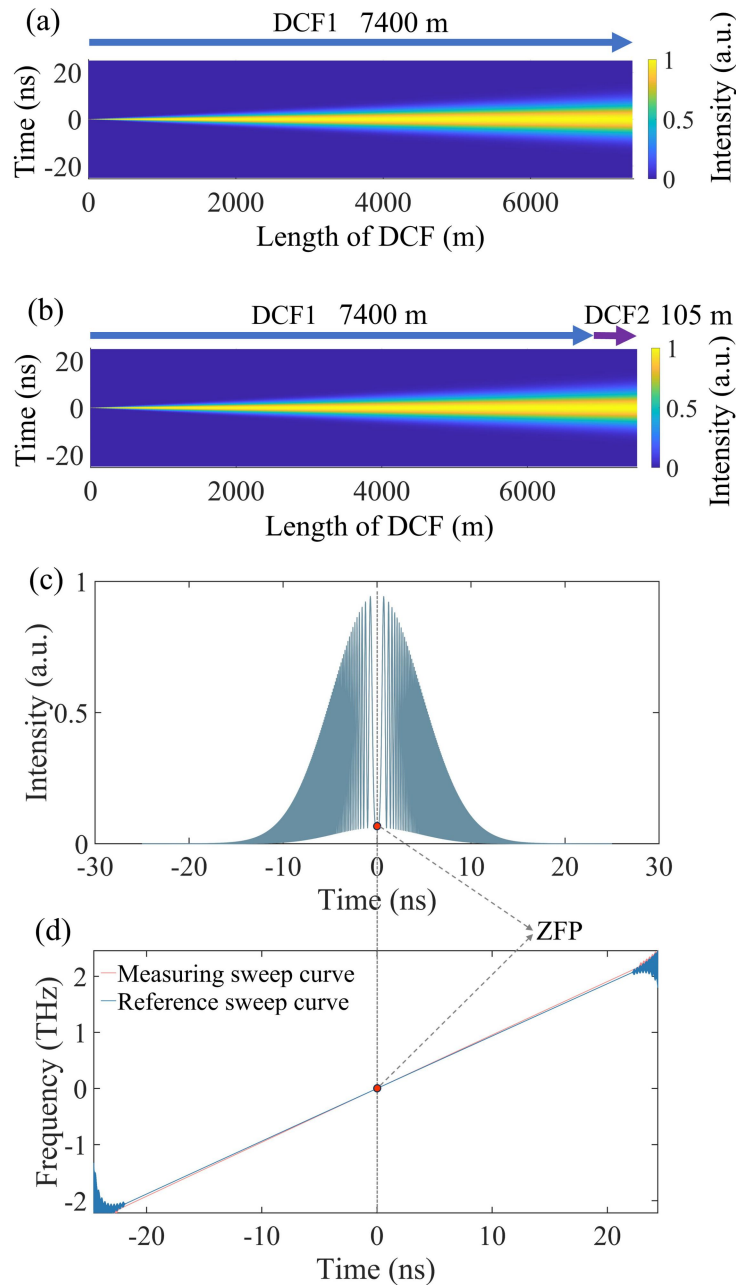 (a)
DCF1 7400 m
Time (ns)
20
0
-20
0 2000 4000 6000
Length of DCF (m)
1
0.5
0
Intensity (a.u.)
(b)
DCF1 7400 m DCF2 105 m
Time (ns)
20
0
-20
0 2000 4000 6000
Length of DCF (m)
1
0.5
0
Intensity (a.u.)
(c)
Intensity (a.u.)
1
0.5
0
-30 -20 -10 0 10 20 30
Time (ns)
ZFP
(d)
Frequency (THz)
2
1
0
-1
-2
Measuring sweep curve
Reference sweep curve
-20 -10 0 10 20
Time (ns)